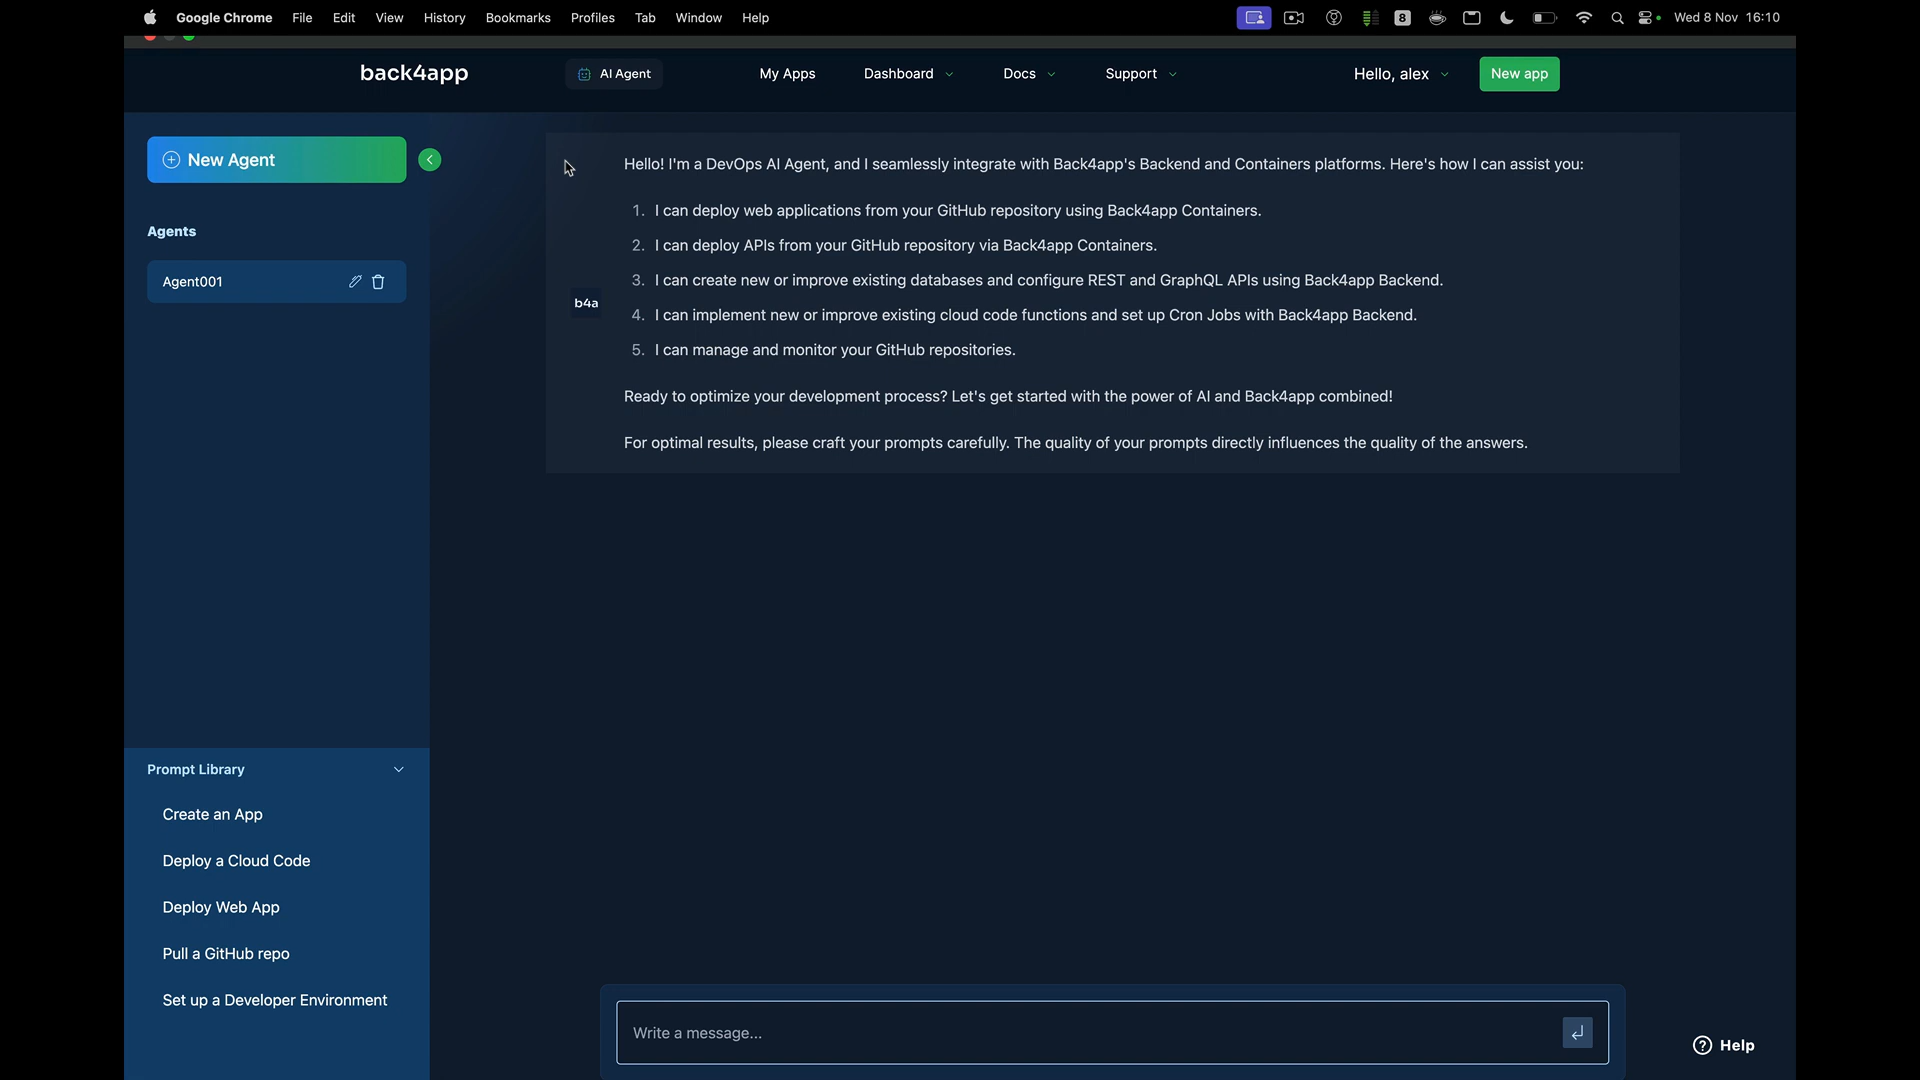 Google Chrome File Edit View History Bookmarks Profiles Tab Window Help 8 Wed 8 Nov 16:10
back4app AI Agent My Apps Dashboard Docs Support Hello, alex New app
New Agent
Agents
Agent001
Hello! I'm a DevOps AI Agent, and I seamlessly integrate with Back4app's Backend and Containers platforms. Here's how I can assist you:
1. I can deploy web applications from your GitHub repository using Back4app Containers.
2. I can deploy APIs from your GitHub repository via Back4app Containers.
3. I can create new or improve existing databases and configure REST and GraphQL APIs using Back4app Backend.
b4a
4. I can implement new or improve existing cloud code functions and set up Cron Jobs with Back4app Backend.
5. I can manage and monitor your GitHub repositories.
Ready to optimize your development process? Let's get started with the power of AI and Back4app combined!
For optimal results, please craft your prompts carefully. The quality of your prompts directly influences the quality of the answers.
Prompt Library
Create an App
Deploy a Cloud Code
Deploy Web App
Pull a GitHub repo
Set up a Developer Environment
Write a message...
Help